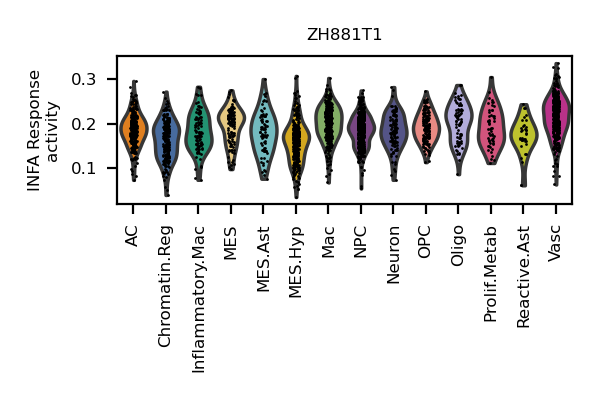 ZH881T1
INFA Response
activity
0.3
0.2
0.1
AC
Chromatin.Reg
Inflammatory.Mac
MES
MES.Ast
MES.Hyp
Mac
NPC
Neuron
OPC
Oligo
Prolif.Metab
Reactive.Ast
Vasc